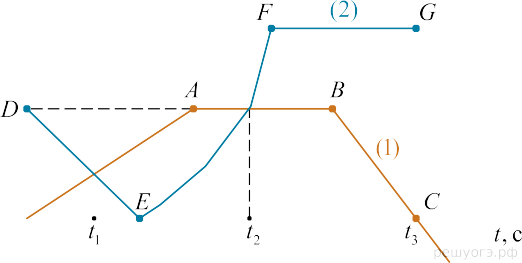 F (2) G
A B
D
(1)
E C
t₁ t₂ t₃ t, с
решуогэ.рф